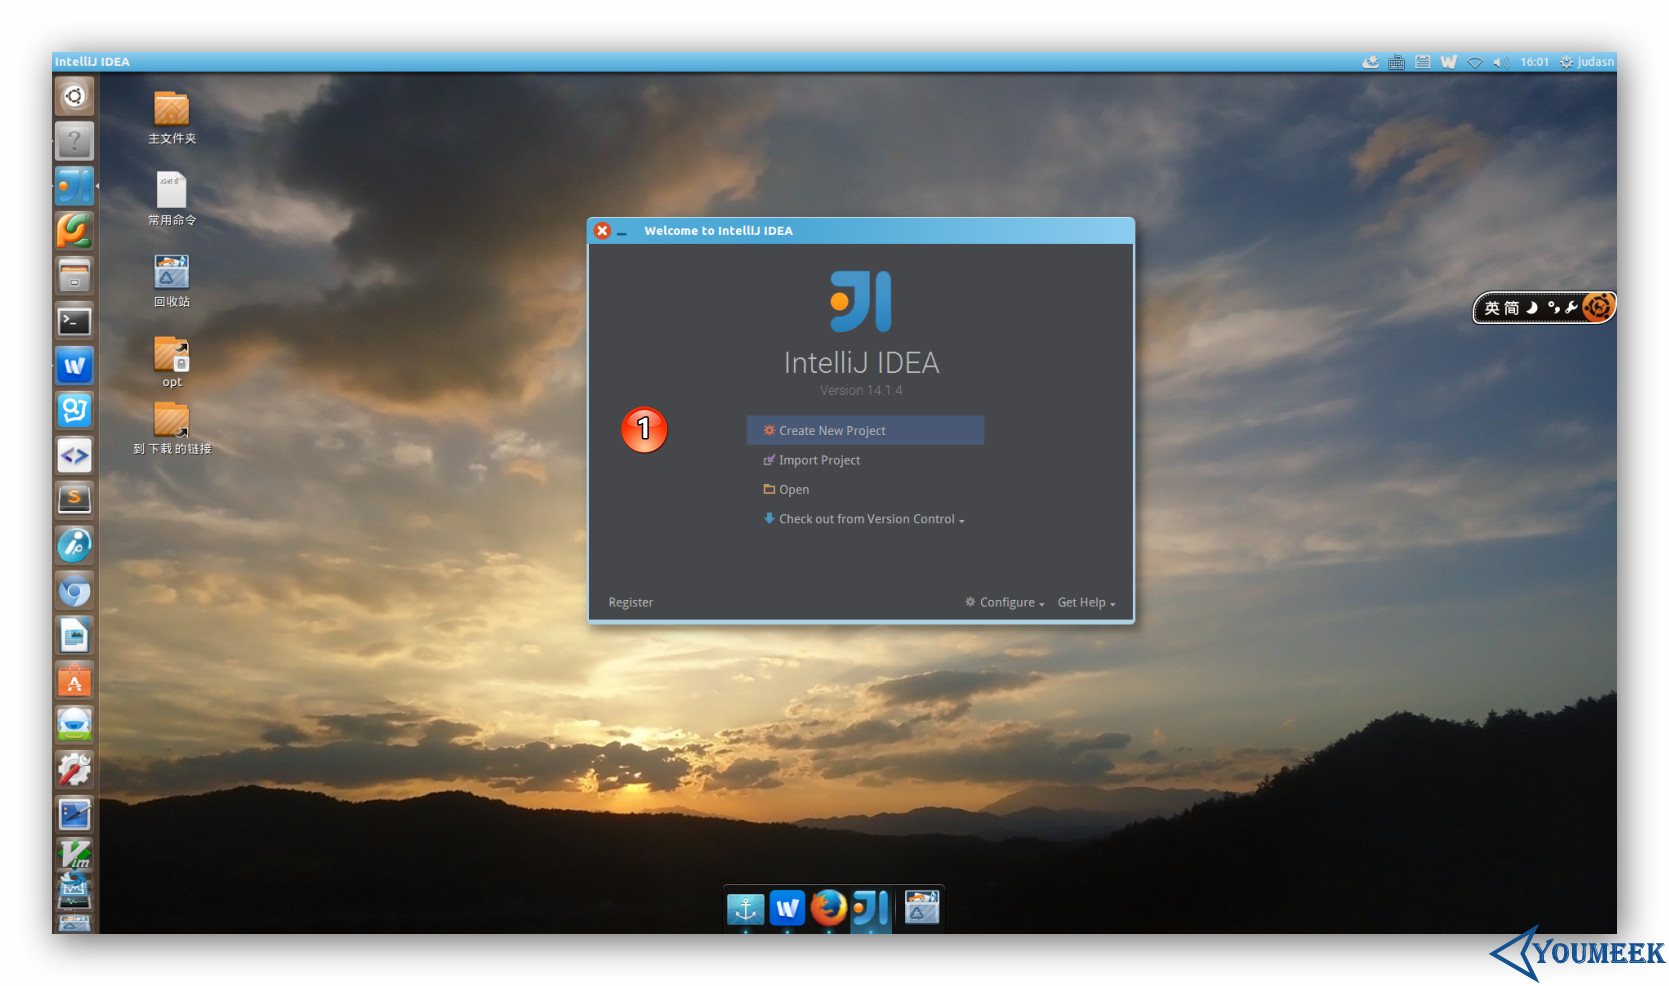 IntelliJ IDEA
16:01
judasn
主文件夹
常用命令
回收站
opt
到 下载 的链接
Welcome to IntelliJ IDEA
IntelliJ IDEA
Version 14.1.4
1
Create New Project
Import Project
Open
Check out from Version Control
Register
Configure
Get Help
英 简
Vim
YOUMEEK